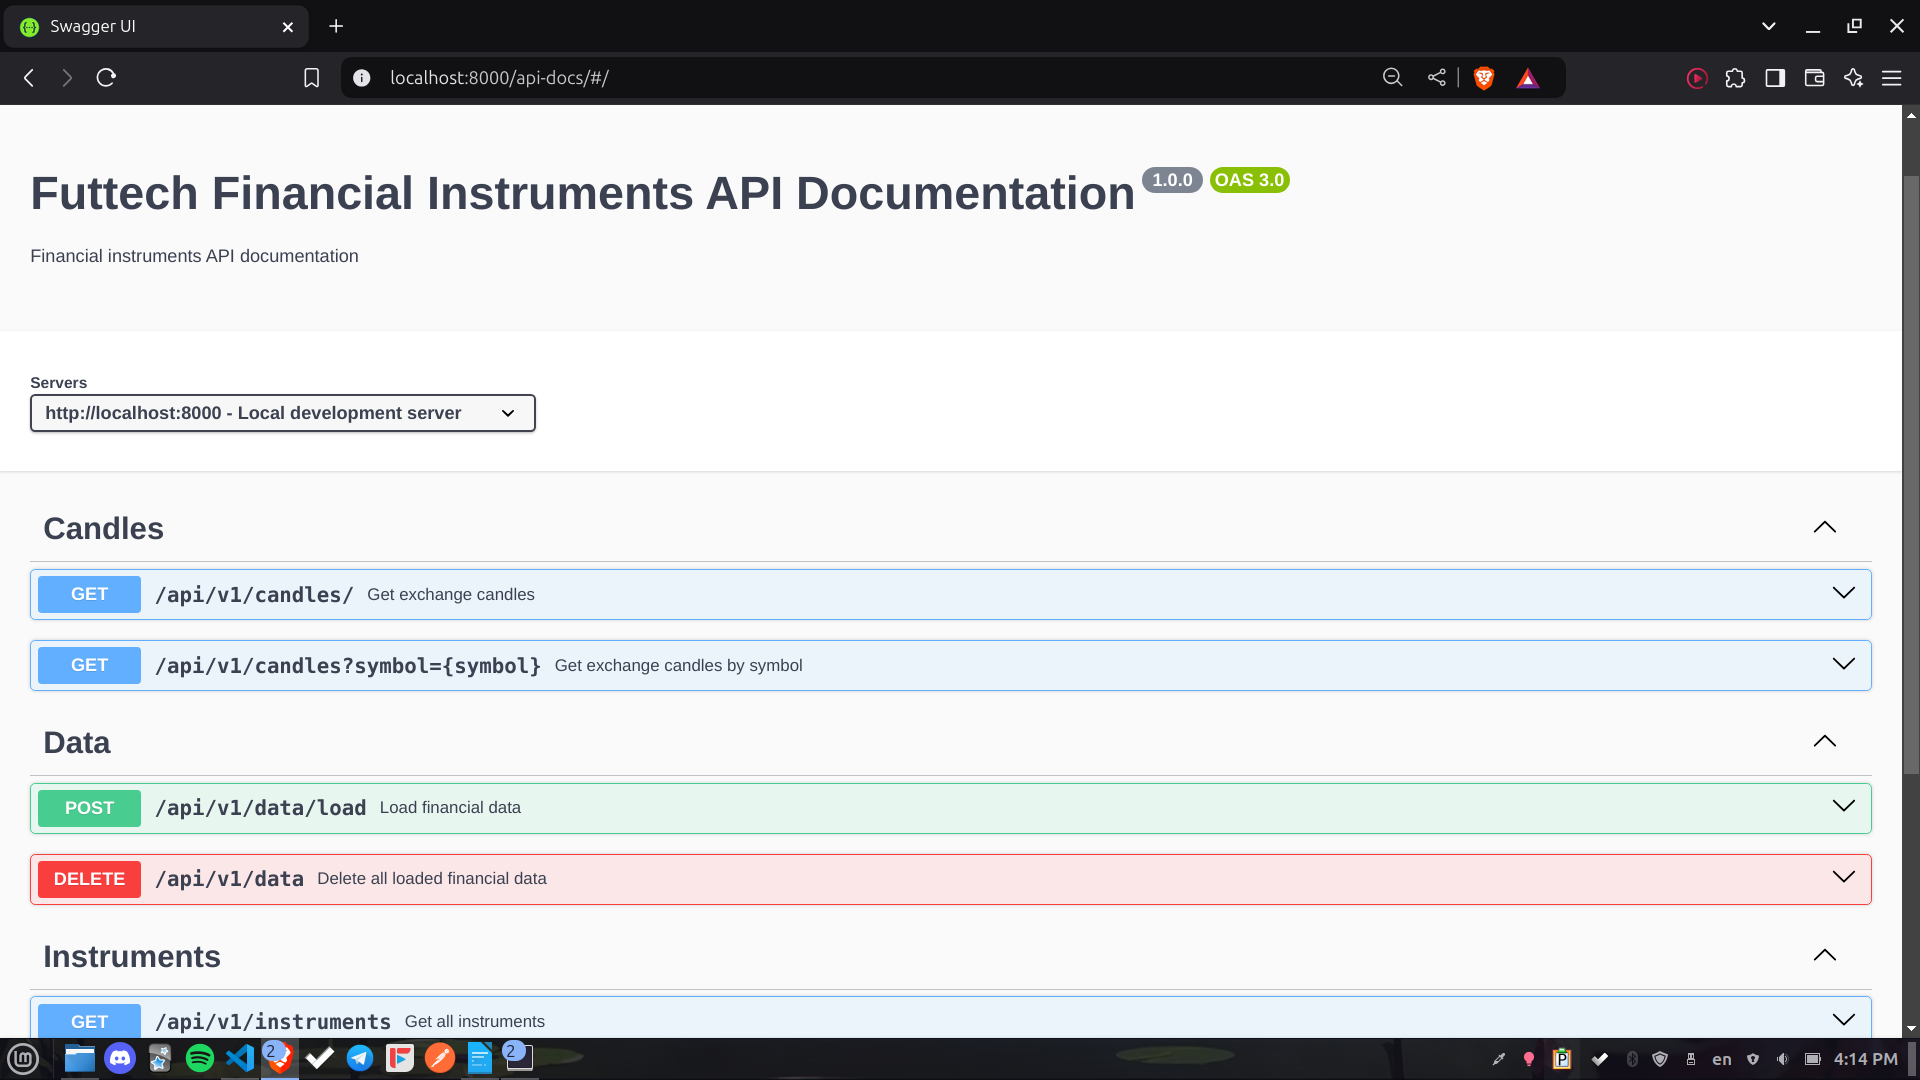 Swagger UI
localhost:8000/api-docs/#/
Futtech Financial Instruments API Documentation 1.0.0 OAS 3.0
Financial instruments API documentation
Servers
http://localhost:8000 - Local development server
Candles
GET /api/v1/candles/ Get exchange candles
GET /api/v1/candles?symbol={symbol} Get exchange candles by symbol
Data
POST /api/v1/data/load Load financial data
DELETE /api/v1/data Delete all loaded financial data
Instruments
GET /api/v1/instruments Get all instruments
2 2 P en 4:14 PM